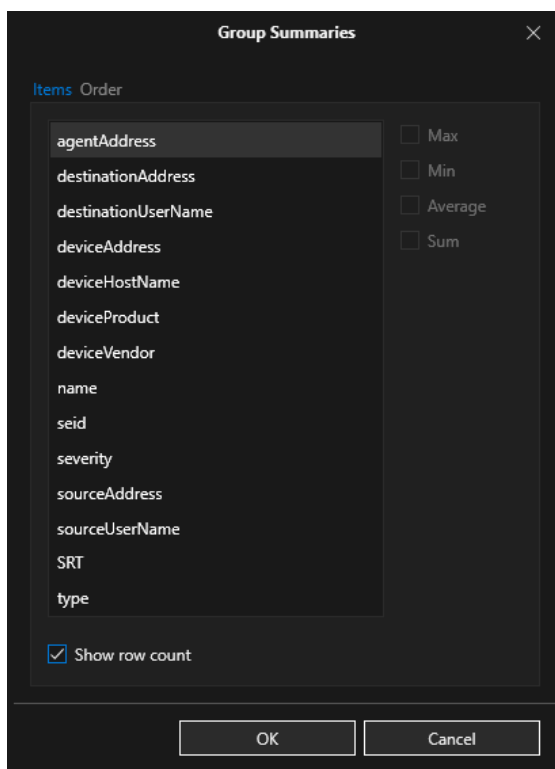 Group Summaries
Items Order
agentAddress
destinationAddress
destinationUserName
deviceAddress
deviceHostName
deviceProduct
deviceVendor
name
seid
severity
sourceAddress
sourceUserName
SRT
type
Max
Min
Average
Sum
Show row count
OK Cancel